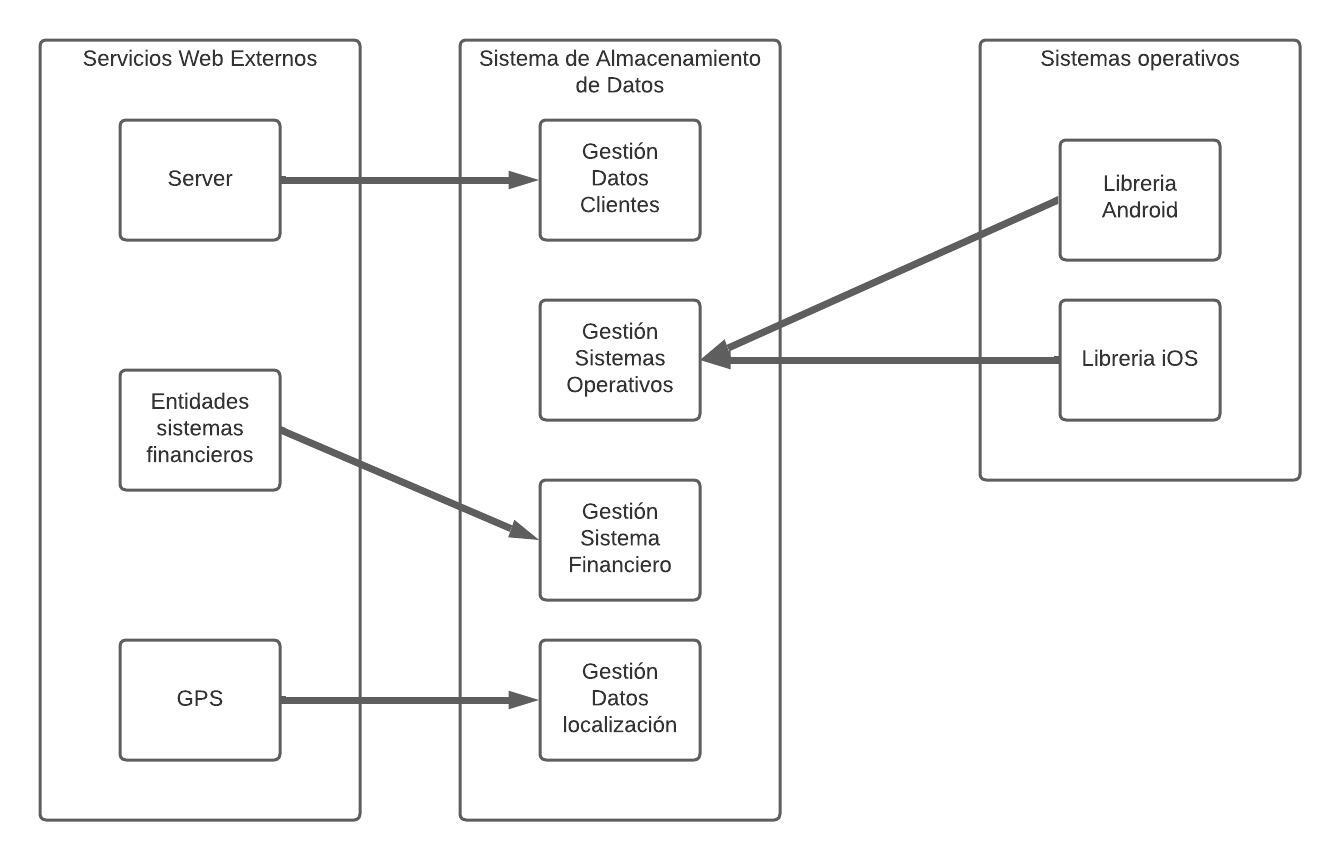 Servicios Web Externos
Server
Entidades
sistemas
financieros
GPS
Sistema de Almacenamiento
de Datos
Gestión
Datos
Clientes
Gestión
Sistemas
Operativos
Gestión
Sistema
Financiero
Gestión
Datos
localización
Sistemas operativos
Libreria
Android
Libreria iOS